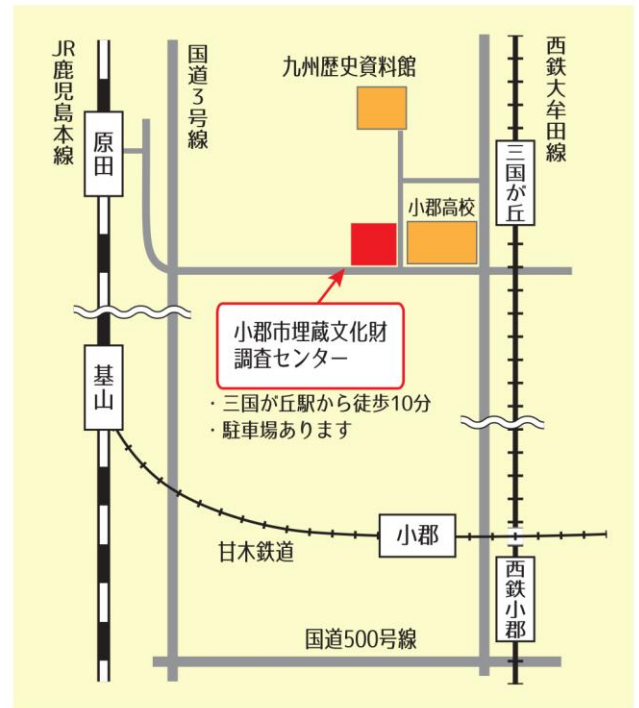 JR鹿児島本線
国道3号線
九州歴史資料館
西鉄大牟田線
原田
三国が丘
小郡高校
小郡市埋蔵文化財
調査センター
・三国が丘駅から徒歩10分
・駐車場あります
基山
小郡
甘木鉄道
西鉄小郡
国道500号線